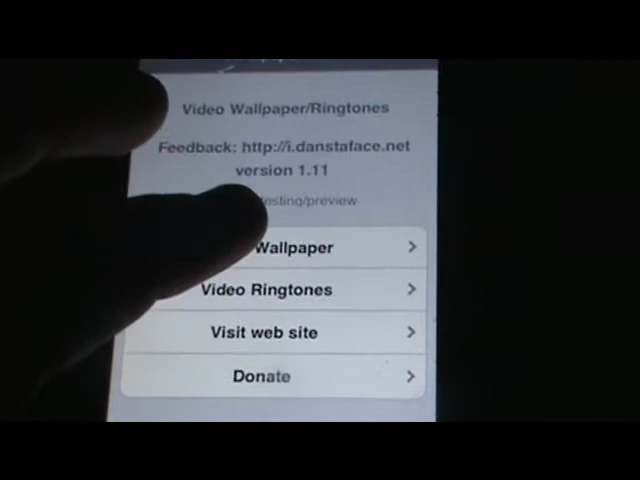 Video Wallpaper/Ringtones
Feedback: http://i.danstaface.net
version 1.11
testing/preview
Wallpaper
Video Ringtones
Visit web site
Donate